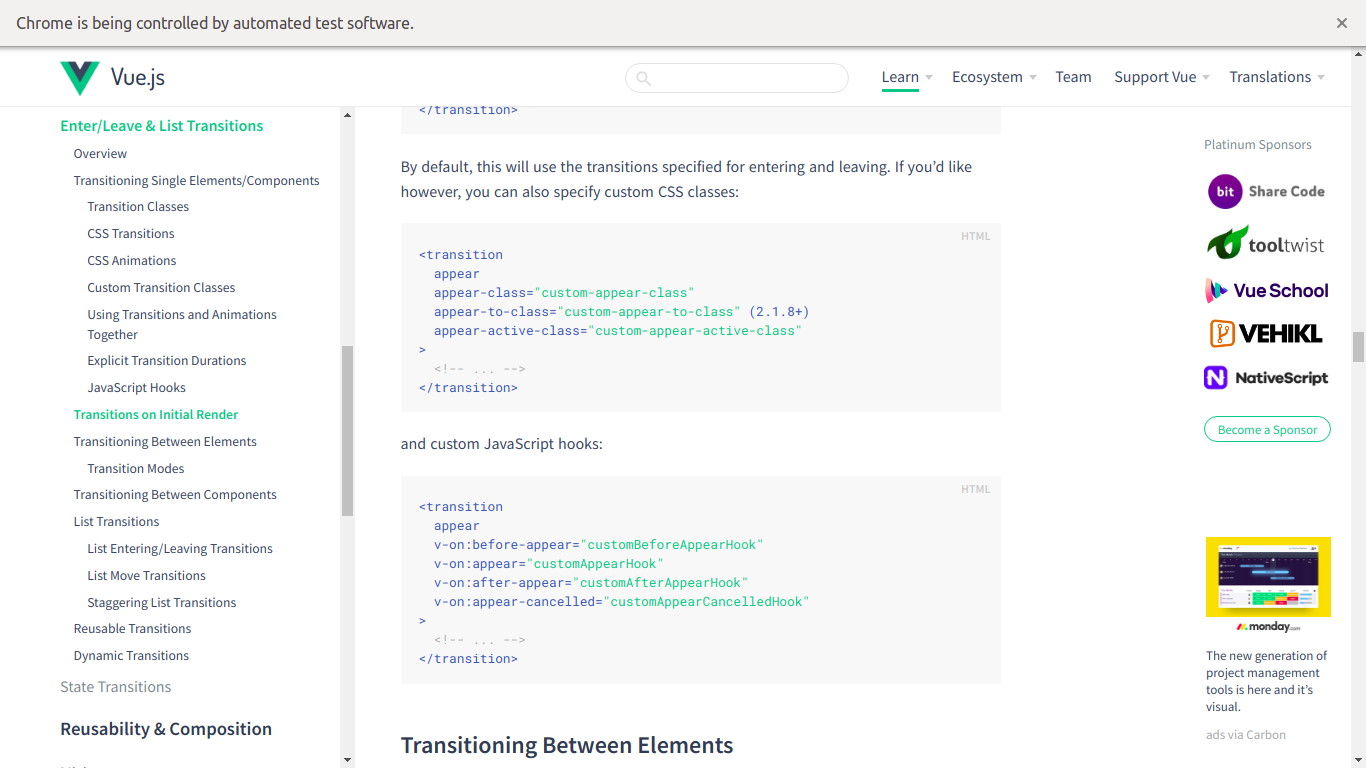 Chrome is being controlled by automated test software.
Vue.js
Learn
Ecosystem
Team
Support Vue
Translations
Enter/Leave & List Transitions
Overview
Transitioning Single Elements/Components
Transition Classes
CSS Transitions
CSS Animations
Custom Transition Classes
Using Transitions and Animations
Together
Explicit Transition Durations
JavaScript Hooks
Transitions on Initial Render
Transitioning Between Elements
Transition Modes
Transitioning Between Components
List Transitions
List Entering/Leaving Transitions
List Move Transitions
Staggering List Transitions
Reusable Transitions
Dynamic Transitions
State Transitions
Reusability & Composition
</transition>
By default, this will use the transitions specified for entering and leaving. If you’d like
however, you can also specify custom CSS classes:
HTML
<transition
  appear
  appear-class="custom-appear-class"
  appear-to-class="custom-appear-to-class" (2.1.8+)
  appear-active-class="custom-appear-active-class"
>
  <!-- ... -->
</transition>
and custom JavaScript hooks:
HTML
<transition
  appear
  v-on:before-appear="customBeforeAppearHook"
  v-on:appear="customAppearHook"
  v-on:after-appear="customAfterAppearHook"
  v-on:appear-cancelled="customAppearCancelledHook"
>
  <!-- ... -->
</transition>
Transitioning Between Elements
Platinum Sponsors
bit Share Code
tooltwist
Vue School
VEHIKL
NativeScript
Become a Sponsor
monday.com
The new generation of
project management
tools is here and it’s
visual.
ads via Carbon